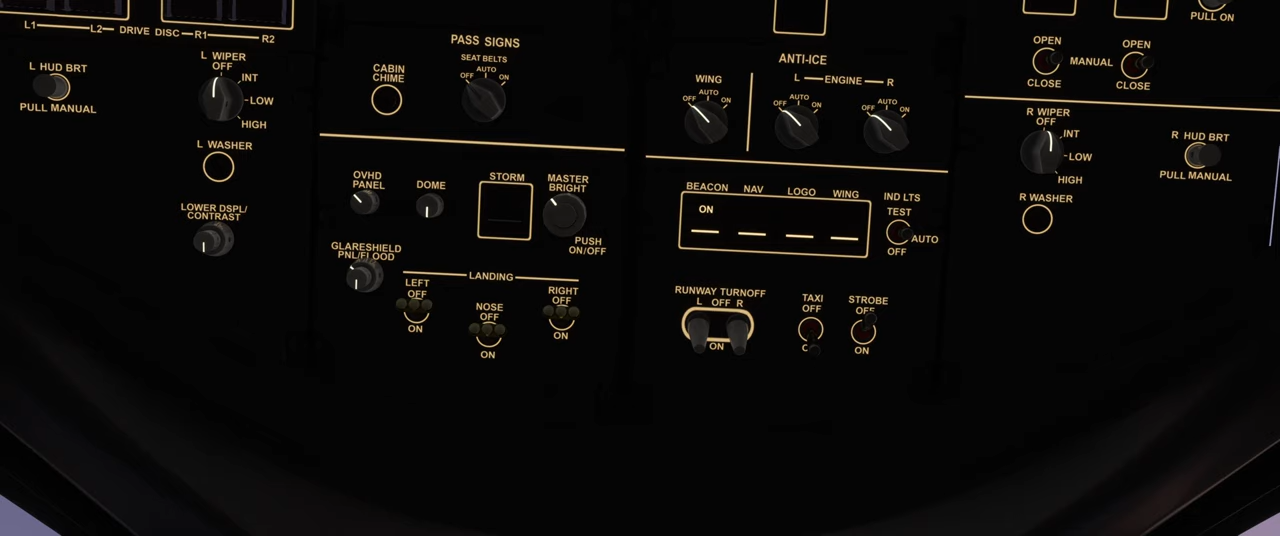 L1 L2 DRIVE DISC R1 R2
PULL ON
L HUD BRT
PULL MANUAL
L WIPER
OFF
INT
LOW
HIGH
L WASHER
LOWER DSPL/
CONTRAST
PASS SIGNS
CABIN
CHIME
SEAT BELTS
OFF AUTO ON
OVHD
PANEL
DOME
STORM
MASTER
BRIGHT
PUSH
ON/OFF
GLARESHIELD
PNL/FLOOD
LANDING
LEFT
OFF
ON
NOSE
OFF
ON
RIGHT
OFF
ON
ANTI-ICE
WING
OFF AUTO ON
L ENGINE R
OFF AUTO ON
OFF AUTO ON
BEACON NAV LOGO WING
ON
IND LTS
TEST
AUTO
OFF
RUNWAY TURNOFF
L OFF R
ON
TAXI
OFF
STROBE
OFF
ON
OPEN
CLOSE
MANUAL
OPEN
CLOSE
R WIPER
OFF
INT
LOW
HIGH
R WASHER
R HUD BRT
PULL MANUAL